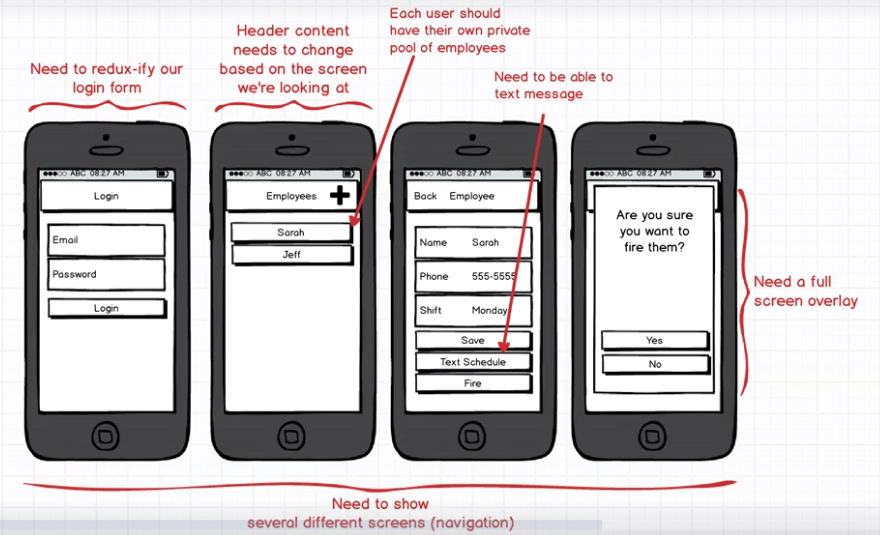 Need to redux-ify our
login form
Header content
needs to change
based on the screen
we're looking at
Each user should
have their own private
pool of employees
Need to be able to
text message
ABC 08:27 AM
Login
Email
Password
Login
ABC 08:27 AM
Employees
Sarah
Jeff
ABC 08:27 AM
Back Employee
Name Sarah
Phone 555-5555
Shift Monday
Save
Text Schedule
Fire
ABC 08:27 AM
Are you sure
you want to
fire them?
Yes
No
Need a full
screen overlay
Need to show
several different screens (navigation)